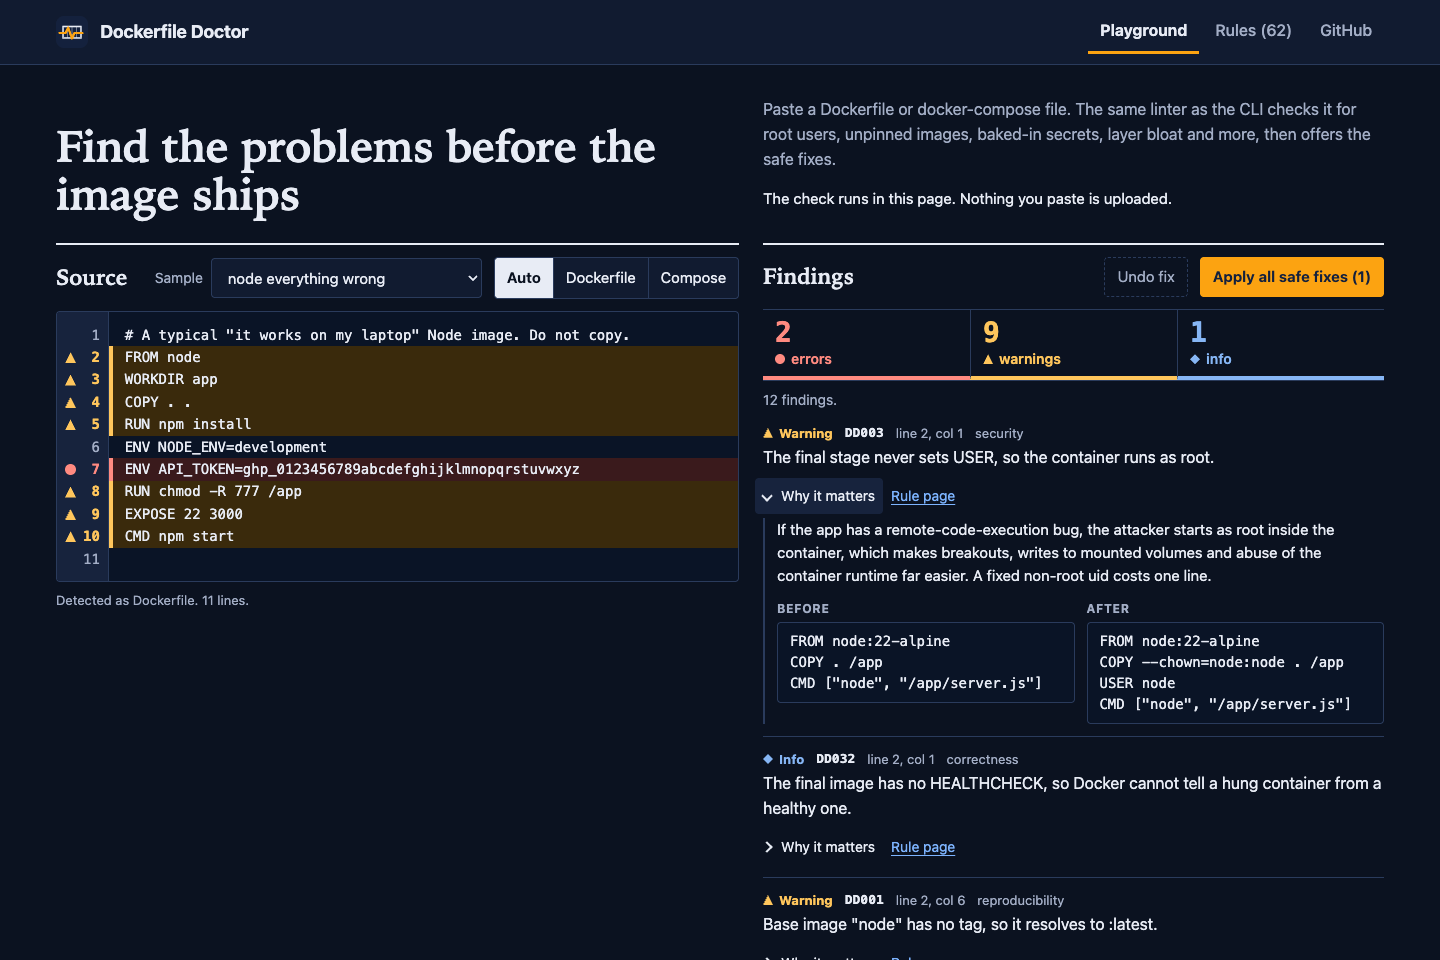 Dockerfile Doctor
Playground
Rules (62)
GitHub
Find the problems before the
image ships
Paste a Dockerfile or docker-compose file. The same linter as the CLI checks it for
root users, unpinned images, baked-in secrets, layer bloat and more, then offers the
safe fixes.
The check runs in this page. Nothing you paste is uploaded.
Source
Sample
node everything wrong
Auto
Dockerfile
Compose
1 # A typical "it works on my laptop" Node image. Do not copy.
2 FROM node
3 WORKDIR app
4 COPY . .
5 RUN npm install
6 ENV NODE_ENV=development
7 ENV API_TOKEN=ghp_0123456789abcdefghijklmnopqrstuvwxyz
8 RUN chmod -R 777 /app
9 EXPOSE 22 3000
10 CMD npm start
11
Detected as Dockerfile. 11 lines.
Findings
Undo fix
Apply all safe fixes (1)
2
errors
9
warnings
1
info
12 findings.
Warning DD003 line 2, col 1 security
The final stage never sets USER, so the container runs as root.
Why it matters Rule page
If the app has a remote-code-execution bug, the attacker starts as root inside the
container, which makes breakouts, writes to mounted volumes and abuse of the
container runtime far easier. A fixed non-root uid costs one line.
BEFORE
FROM node:22-alpine
COPY . /app
CMD ["node", "/app/server.js"]
AFTER
FROM node:22-alpine
COPY --chown=node:node . /app
USER node
CMD ["node", "/app/server.js"]
Info DD032 line 2, col 1 correctness
The final image has no HEALTHCHECK, so Docker cannot tell a hung container from a
healthy one.
Why it matters Rule page
Warning DD001 line 2, col 6 reproducibility
Base image "node" has no tag, so it resolves to :latest.